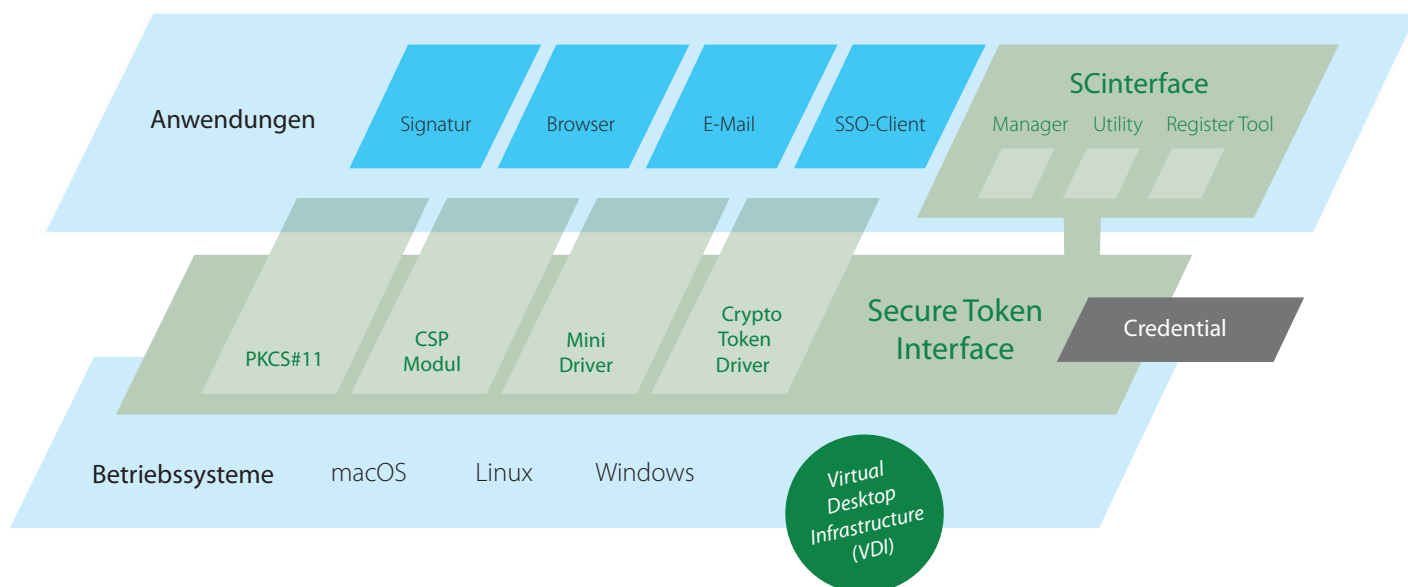 SCinterface
Anwendungen
Signatur
Browser
E-Mail
SSO-Client
Manager
Utility
Register Tool
PKCS#11
CSP
Modul
Mini
Driver
Crypto
Token
Driver
Secure Token
Interface
Credential
Betriebssysteme
macOS
Linux
Windows
Virtual
Desktop
Infrastructure
(VDI)